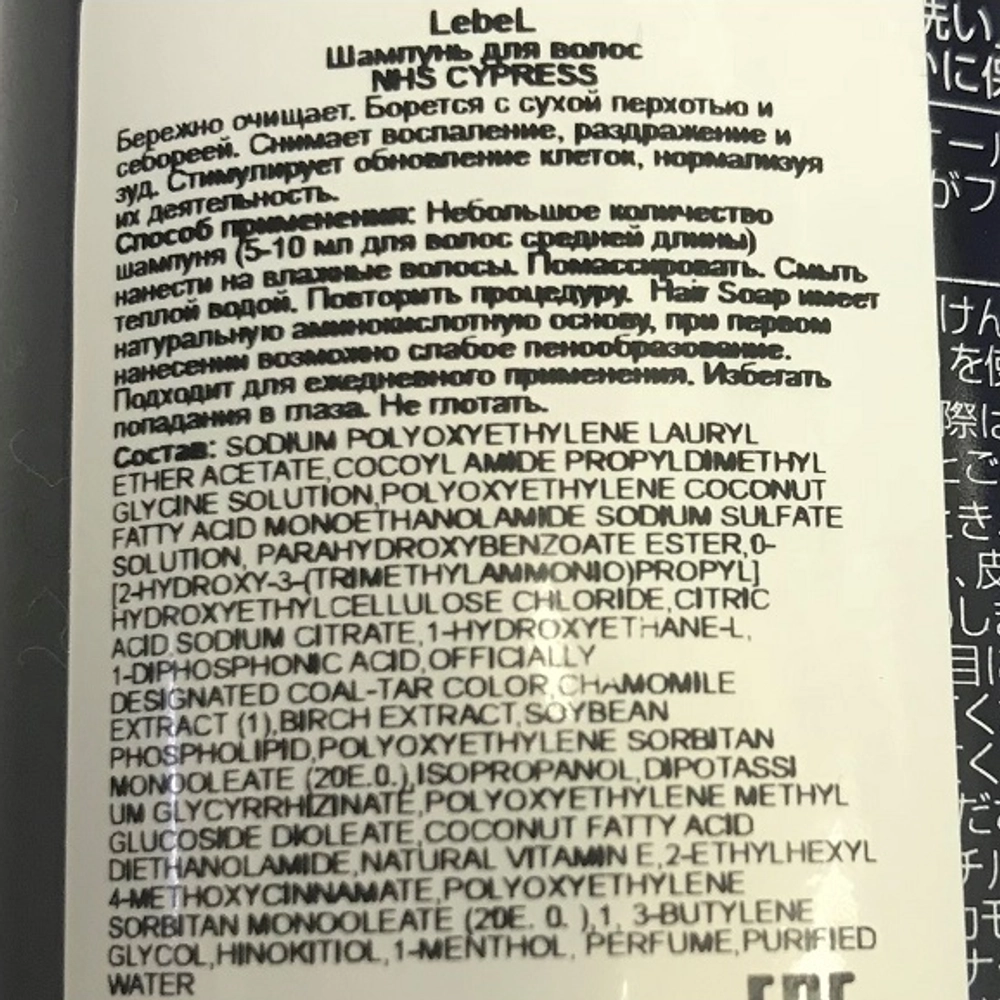 LebeL
Шампунь для волос
NHS CYPRESS
Бережно очищает. Борется с сухой перхотью и
себореей. Снимает воспаление, раздражение и
зуд. Стимулирует обновление клеток, нормализуя
их деятельность.
Способ применения: Небольшое количество
шампуня (5-10 мл для волос средней длины)
нанести на влажные волосы. Помассировать. Смыть
теплой водой. Повторить процедуру. Hair Soap имеет
натуральную аминокислотную основу, при первом
нанесении возможно слабое пенообразование.
Подходит для ежедневного применения. Избегать
попадания в глаза. Не глотать.
Состав: SODIUM POLYOXYETHYLENE LAURYL
ETHER ACETATE,COCOYL AMIDE PROPYLDIMETHYL
GLYCINE SOLUTION,POLYOXYETHYLENE COCONUT
FATTY ACID MONOETHANOLAMIDE SODIUM SULFATE
SOLUTION, PARAHYDROXYBENZOATE ESTER,0-
[2-HYDROXY-3-(TRIMETHYLAMMONIO)PROPYL]
HYDROXYETHYLCELLULOSE CHLORIDE,CITRIC
ACID,SODIUM CITRATE,1-HYDROXYETHANE-L,
1-DIPHOSPHONIC ACID,OFFICIALLY
DESIGNATED COAL-TAR COLOR,CHAMOMILE
EXTRACT (1),BIRCH EXTRACT,SOYBEAN
PHOSPHOLIPID,POLYOXYETHYLENE SORBITAN
MONOOLEATE (20E.0.),ISOPROPANOL,DIPOTASSI
UM GLYCYRRHIZINATE,POLYOXYETHYLENE METHYL
GLUCOSIDE DIOLEATE,COCONUT FATTY ACID
DIETHANOLAMIDE,NATURAL VITAMIN E,2-ETHYLHEXYL
4-METHOXYCINNAMATE,POLYOXYETHYLENE
SORBITAN MONOOLEATE (20E. 0. ),1, 3-BUTYLENE
GLYCOL,HINOKITIOL,1-MENTHOL, PERFUME,PURIFIED
WATER